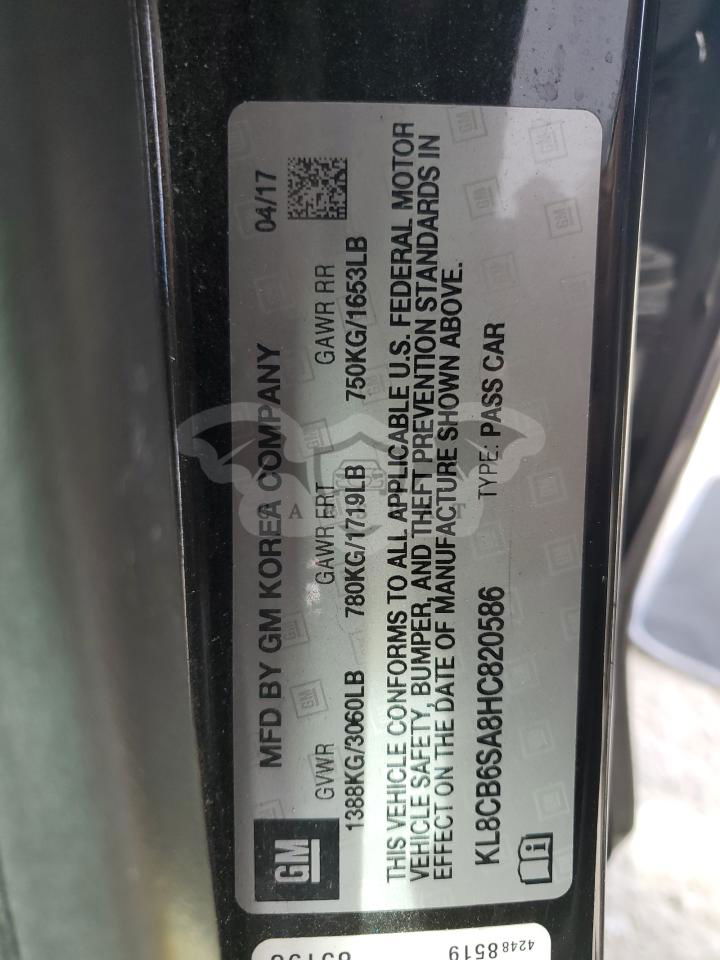 MFD BY GM KOREA COMPANY 04/17
GVWR GAWR FRT GAWR RR
1388KG/3060LB 780KG/1719LB 750KG/1653LB
THIS VEHICLE CONFORMS TO ALL APPLICABLE U.S. FEDERAL MOTOR
VEHICLE SAFETY, BUMPER, AND THEFT PREVENTION STANDARDS IN
EFFECT ON THE DATE OF MANUFACTURE SHOWN ABOVE.
KL8CB6SA8HC820586 TYPE: PASS CAR
GM
4248 8519